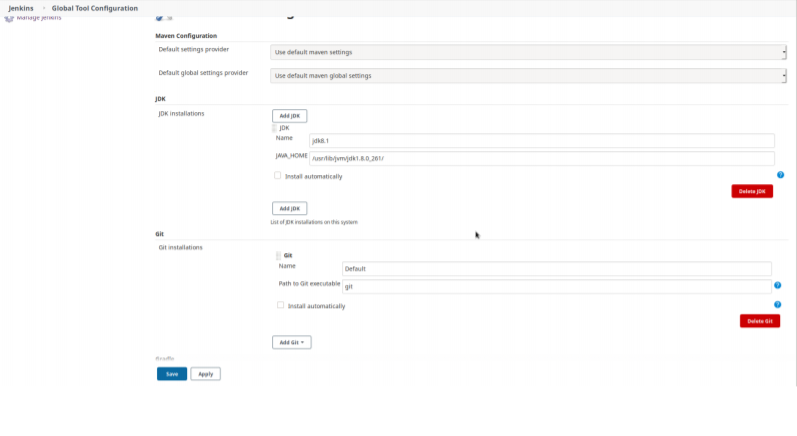 Jenkins › Global Tool Configuration
Manage Jenkins
Maven Configuration
Default settings provider
Use default maven settings
Default global settings provider
Use default maven global settings
JDK
JDK installations
Add JDK
JDK
Name
jdk8.1
JAVA_HOME
/usr/lib/jvm/jdk1.8.0_261/
Install automatically
Delete JDK
Add JDK
List of JDK installations on this system
Git
Git installations
Git
Name
Default
Path to Git executable
git
Install automatically
Delete Git
Add Git
Gradle
Save
Apply